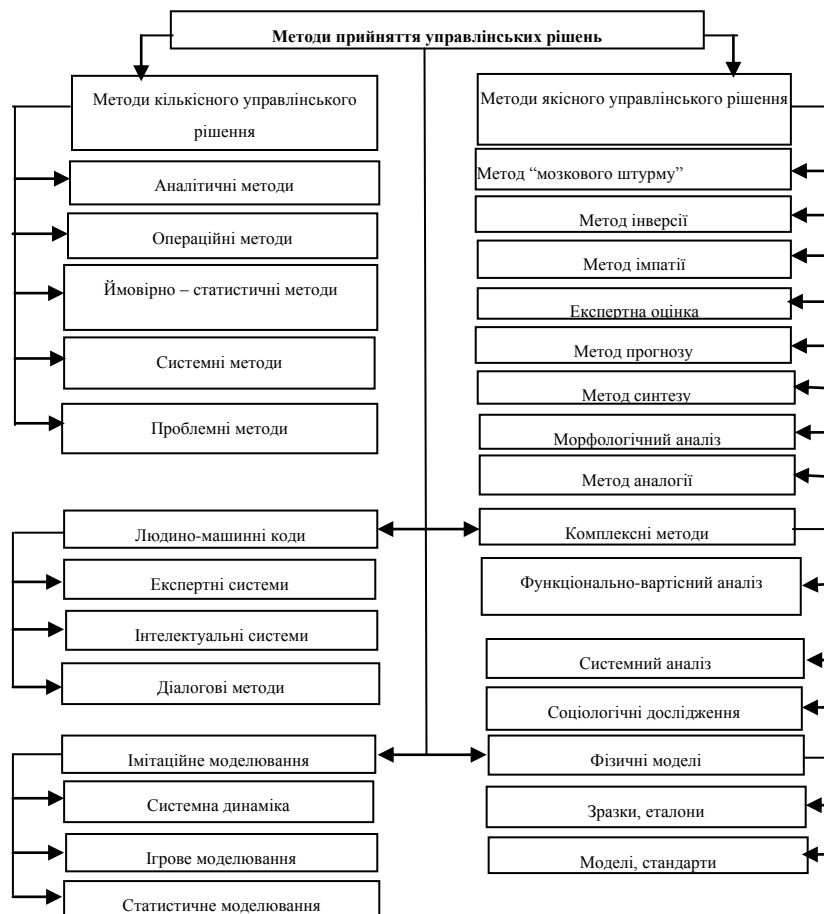 Методи прийняття управлінських рішень
Методи кількісного управлінського
рішення
Аналітичні методи
Операційні методи
Ймовірно – статистичні методи
Системні методи
Проблемні методи
Методи якісного управлінського рішення
Метод “мозкового штурму”
Метод інверсії
Метод імпатії
Експертна оцінка
Метод прогнозу
Метод синтезу
Морфологічний аналіз
Метод аналогії
Людино-машинні коди
Експертні системи
Інтелектуальні системи
Діалогові методи
Комплексні методи
Функціонально-вартісний аналіз
Системний аналіз
Соціологічні дослідження
Імітаційне моделювання
Системна динаміка
Ігрове моделювання
Статистичне моделювання
Фізичні моделі
Зразки, еталони
Моделі, стандарти